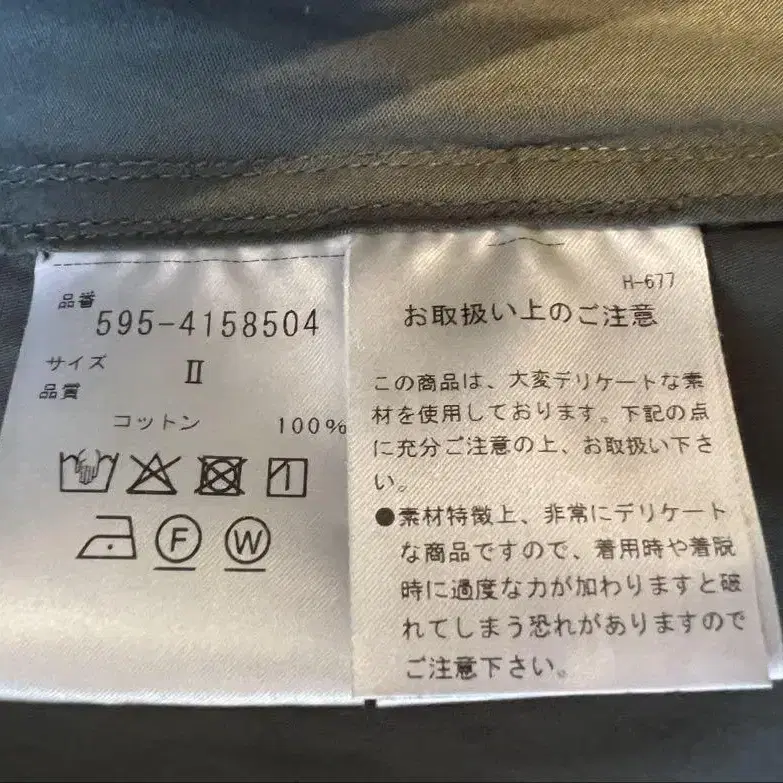 品番
595-4158504
サイズ Ⅱ
品質
コットン 100%
F W
H-677
お取扱い上のご注意
この商品は、大変デリケートな素
材を使用しております。下記の点
に充分ご注意の上、お取扱い下さ
い。
●素材特徴上、非常にデリケート
な商品ですので、着用時や着脱
時に過度な力が加わりますと破
れてしまう恐れがありますので
ご注意下さい。